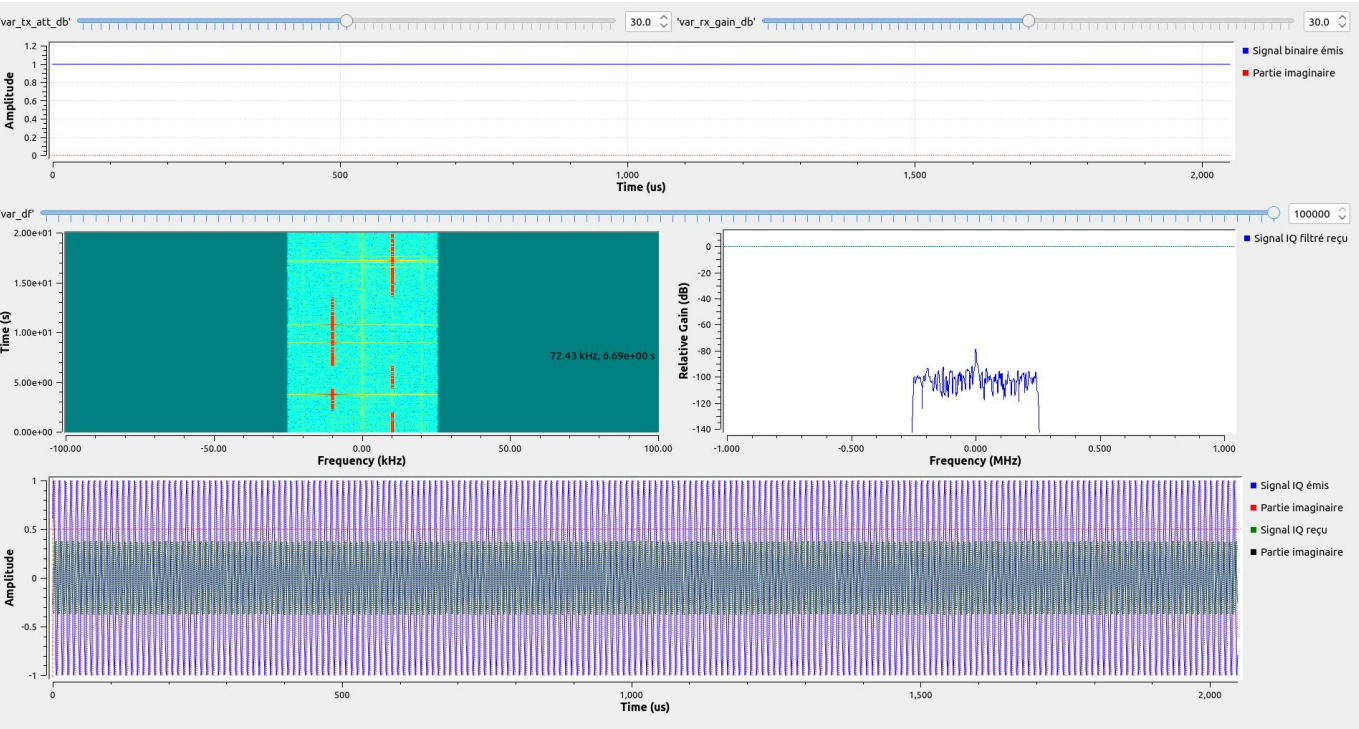 'var_tx_att_db' 30.0 'var_rx_gain_db' 30.0
1.2
1
0.8
0.6
0.4
0.2
0
Amplitude
Signal binaire émis
Partie imaginaire
0 500 1,000 1,500 2,000
Time (us)
'var_df' 100000
2.00e+01
1.50e+01
1.00e+01
5.00e+00
0.00e+00
Time (s)
72.43 kHz, 6.69e+00 s
-100.00 -50.00 0.00 50.00 100.00
Frequency (kHz)
0
-20
-40
-60
-80
-100
-120
-140
Relative Gain (dB)
Signal IQ filtré reçu
-1.000 -0.500 0.000 0.500 1.000
Frequency (MHz)
1
0.5
0
-0.5
-1
Amplitude
Signal IQ émis
Partie imaginaire
Signal IQ reçu
Partie imaginaire
0 500 1,000 1,500 2,000
Time (us)